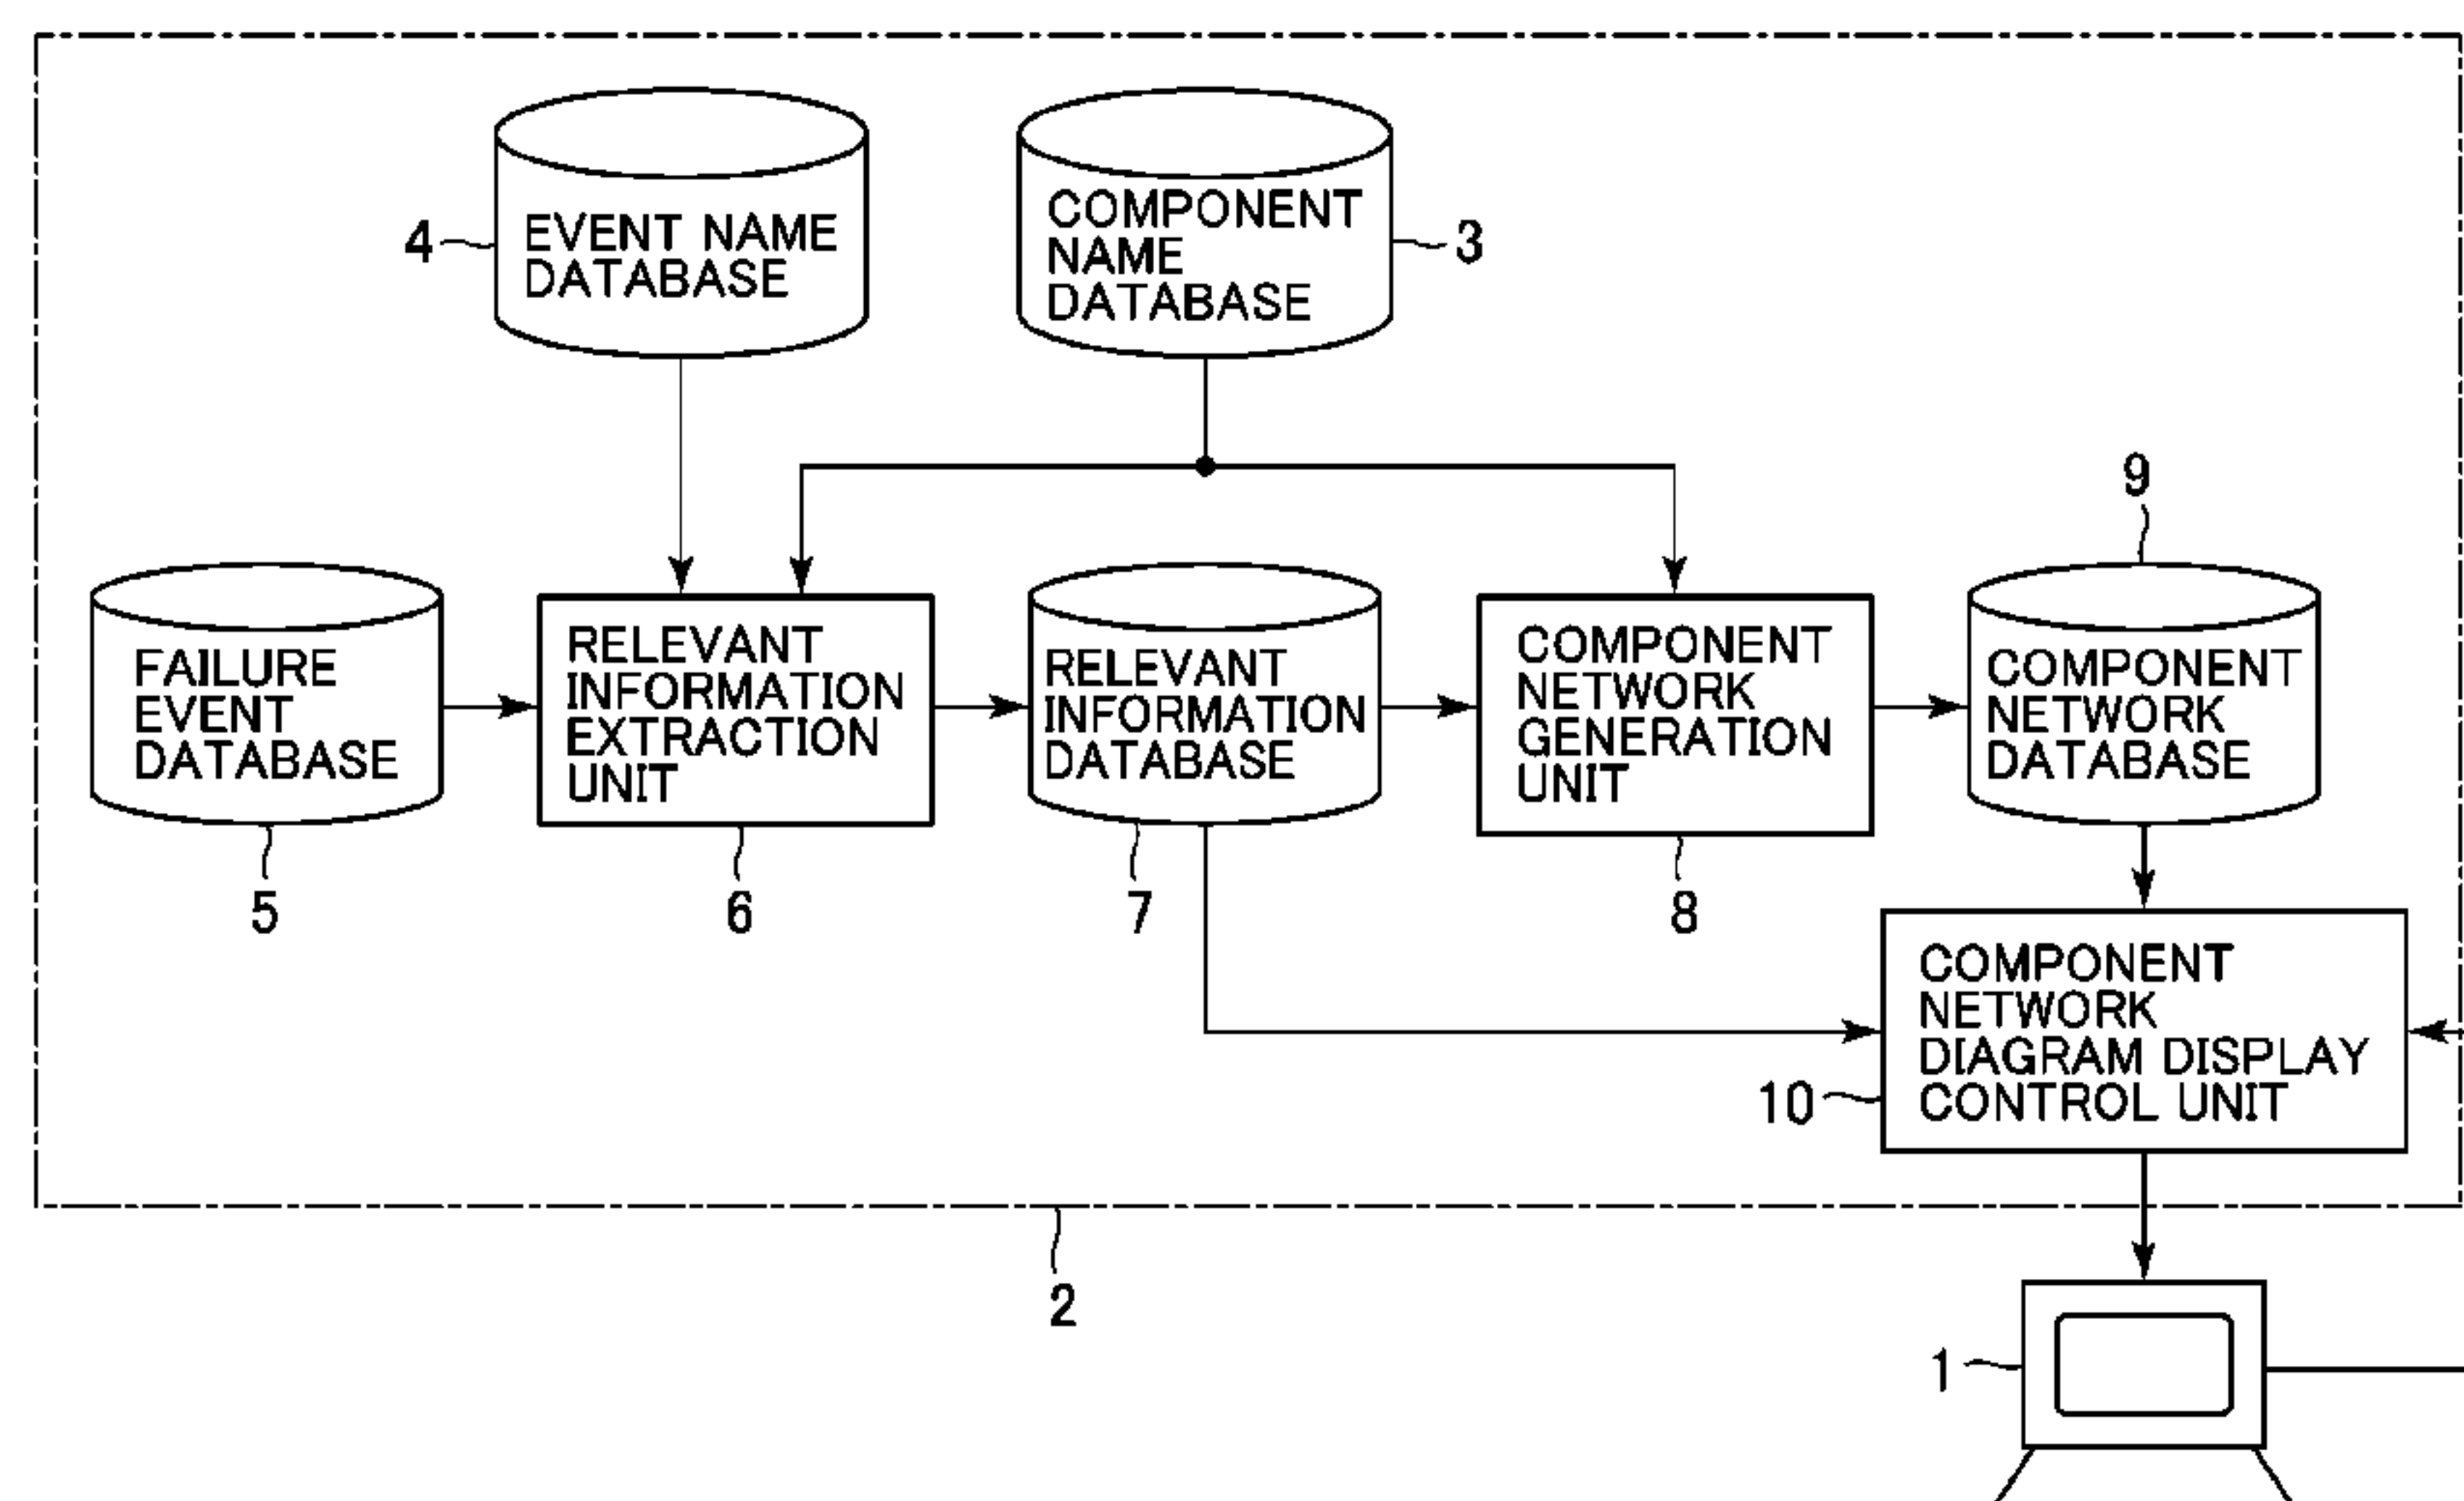 4
EVENT NAME
DATABASE
COMPONENT
NAME
DATABASE
3
9
FAILURE
EVENT
DATABASE
RELEVANT
INFORMATION
EXTRACTION
UNIT
RELEVANT
INFORMATION
DATABASE
COMPONENT
NETWORK
GENERATION
UNIT
COMPONENT
NETWORK
DATABASE
5
6
7
8
COMPONENT
NETWORK
DIAGRAM DISPLAY
CONTROL UNIT
10
2
1